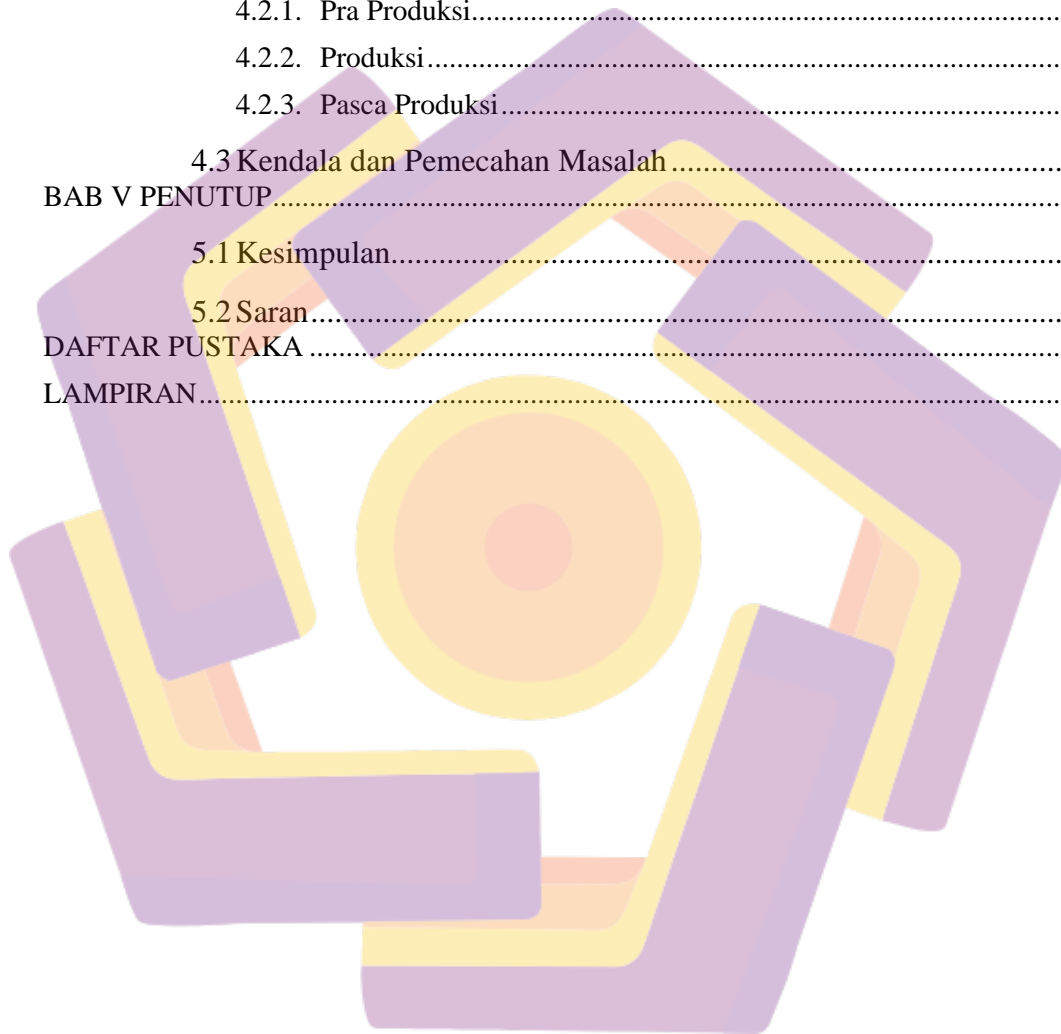 4.2.1. Pra Produksi.......................................................................................
4.2.2. Produksi.............................................................................................
4.2.3. Pasca Produksi...................................................................................
4.3 Kendala dan Pemecahan Masalah .......................................................
BAB V PENUTUP.........................................................................................................
5.1 Kesimpulan...........................................................................................
5.2 Saran.....................................................................................................
DAFTAR PUSTAKA ....................................................................................................
LAMPIRAN..................................................................................................................